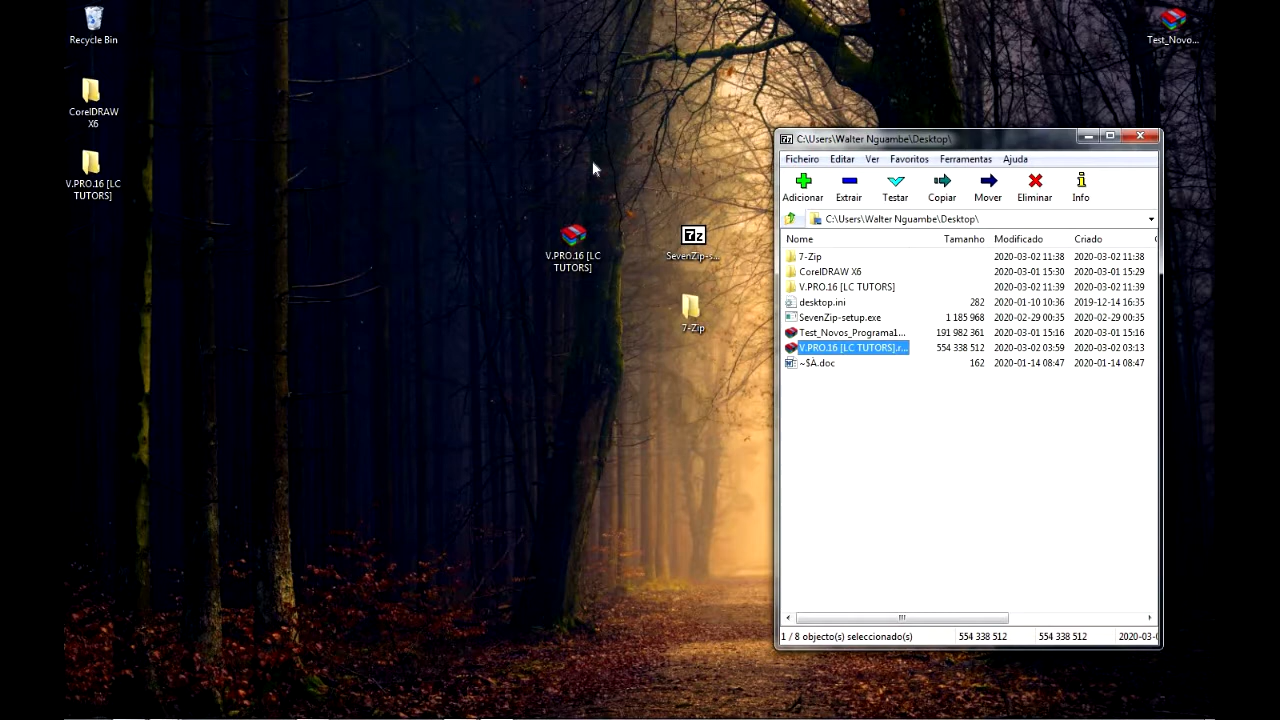 Recycle Bin
CorelDRAW
X6
V.PRO.16 [LC
TUTORS]
V.PRO.16 [LC
TUTORS]
SevenZip-s...
7-Zip
Test_Novo...
C:\Users\Walter Nguambe\Desktop\
Ficheiro Editar Ver Favoritos Ferramentas Ajuda
Adicionar Extrair Testar Copiar Mover Eliminar Info
C:\Users\Walter Nguambe\Desktop\
Nome Tamanho Modificado Criado
7-Zip 2020-03-02 11:38 2020-03-02 11:38
CorelDRAW X6 2020-03-01 15:30 2020-03-01 15:29
V.PRO.16 [LC TUTORS] 2020-03-02 11:39 2020-03-02 11:39
desktop.ini 282 2020-01-10 10:36 2019-12-14 16:35
SevenZip-setup.exe 1 185 968 2020-02-29 00:35 2020-02-29 00:35
Test_Novos_Programa1... 191 982 361 2020-03-01 15:16 2020-03-01 15:16
V.PRO.16 [LC TUTORS].r... 554 338 512 2020-03-02 03:59 2020-03-02 03:13
~$À.doc 162 2020-01-14 08:47 2020-01-14 08:47
1 / 8 objecto(s) seleccionado(s) 554 338 512 554 338 512 2020-03-